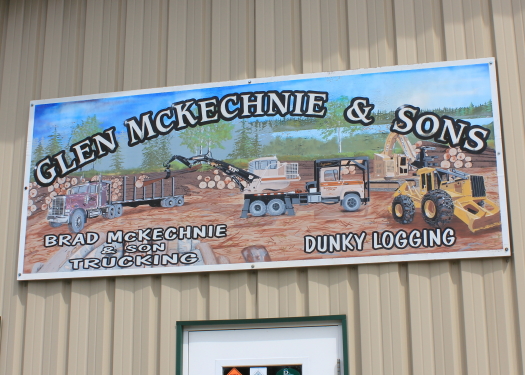 GLEN McKECHNIE & SONS
BRAD McKECHNIE
& SON
TRUCKING
DUNKY LOGGING